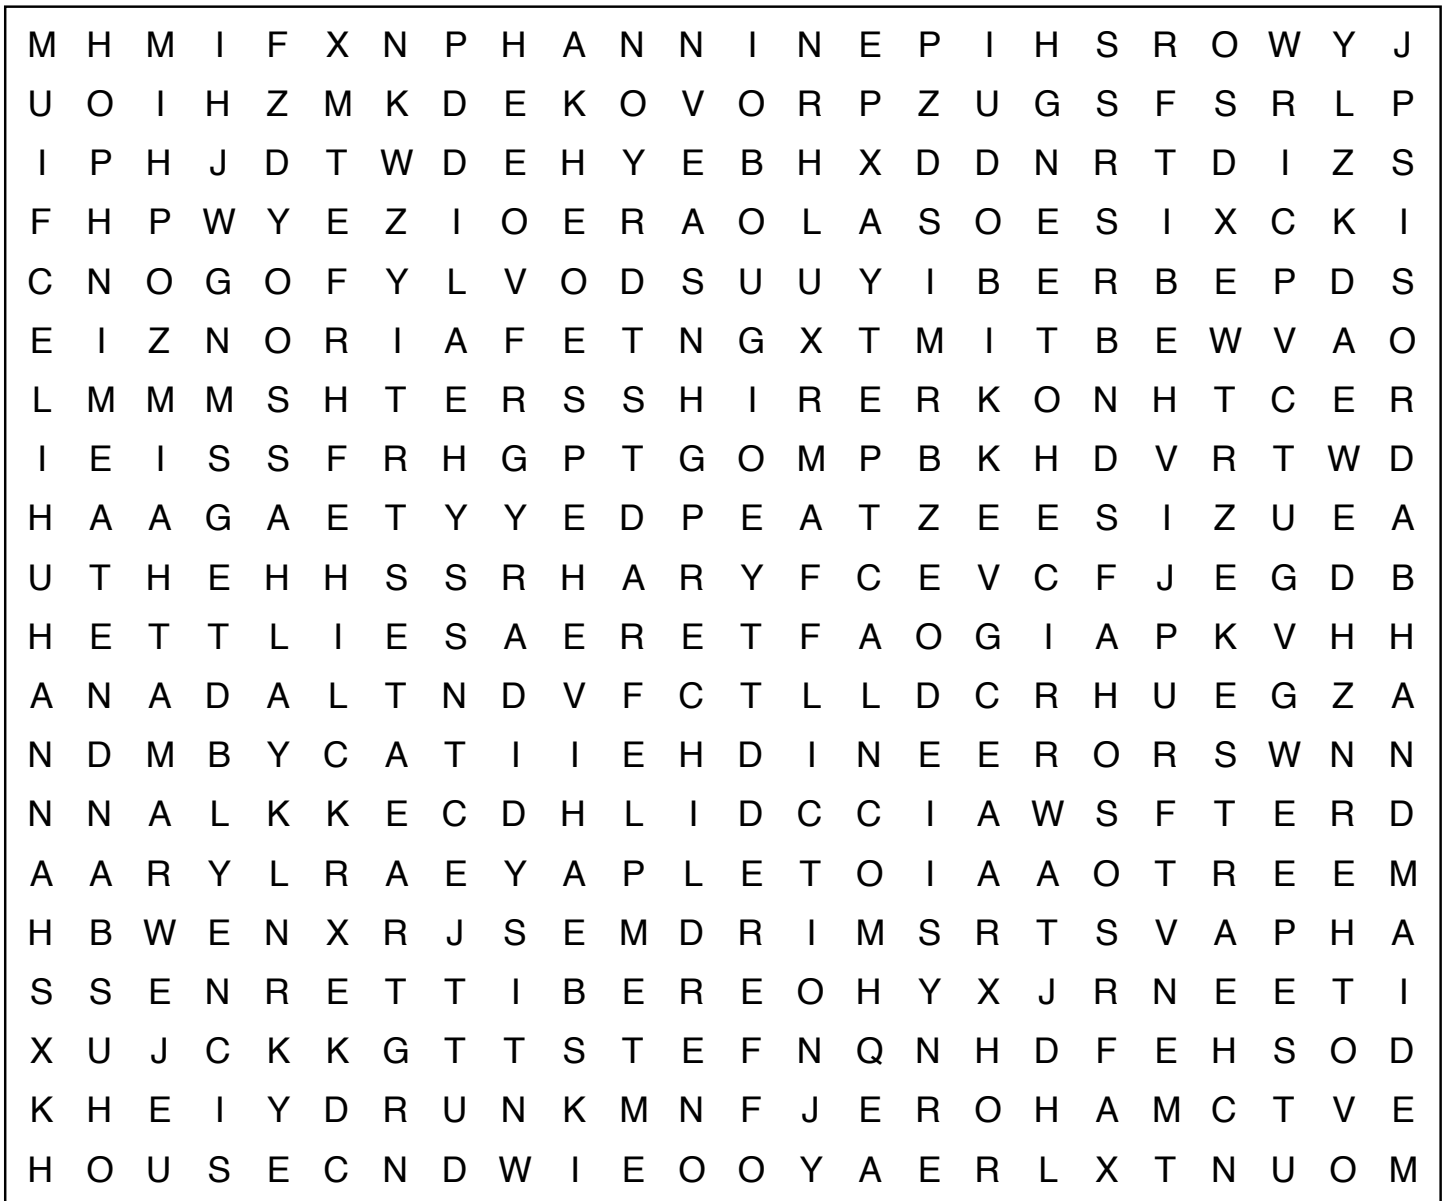 M H M I F X N P H A N N I N E P I H S R O W Y J
U O I H Z M K D E K O V O R P Z U G S F S R L P
I P H J D T W D E H Y E B H X D D N R T D I Z S
F H P W Y E Z I O E R A O L A S O E S I X C K I
C N O G O F Y L V O D S U U Y I B E R B E P D S
E I Z N O R I A F E T N G X T M I T B E W V A O
L M M M S H T E R S S H I R E R K O N H T C E R
I E I S S F R H G P T G O M P B K H D V R T W D
H A A G A E T Y Y E D P E A T Z E E S I Z U E A
U T H E H H S S R H A R Y F C E V C F J E G D B
H E T T L I E S A E R E T F A O G I A P K V H H
A N A D A L T N D V F C T L L D C R H U E G Z A
N D M B Y C A T I I E H D I N E E R O R S W N N
N N A L K K E C D H L I D C C I A W S F T E R D
A A R Y L R A E Y A P L E T O I A A O T R E E M
H B W E N X R J S E M D R I M S R T S V A P H A
S S E N R E T T I B E R E O H Y X J R N E E T I
X U J C K K G T T S T E F N Q N H D F E H S O D
K H E I Y D R U N K M N F J E R O H A M C T V E
H O U S E C N D W I E O O Y A E R L X T N U O M